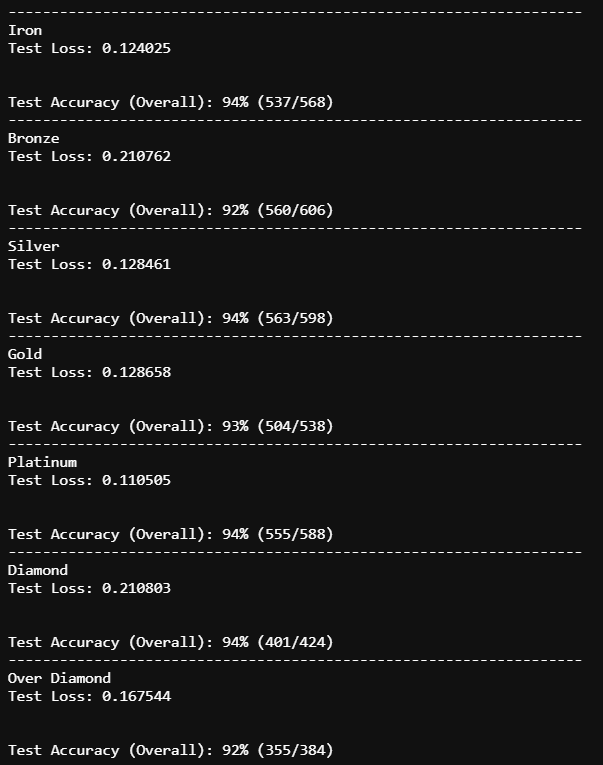 ------------------------------------------------------------------
Iron
Test Loss: 0.124025
Test Accuracy (Overall): 94% (537/568)
------------------------------------------------------------------
Bronze
Test Loss: 0.210762
Test Accuracy (Overall): 92% (560/606)
------------------------------------------------------------------
Silver
Test Loss: 0.128461
Test Accuracy (Overall): 94% (563/598)
------------------------------------------------------------------
Gold
Test Loss: 0.128658
Test Accuracy (Overall): 93% (504/538)
------------------------------------------------------------------
Platinum
Test Loss: 0.110505
Test Accuracy (Overall): 94% (555/588)
------------------------------------------------------------------
Diamond
Test Loss: 0.210803
Test Accuracy (Overall): 94% (401/424)
------------------------------------------------------------------
Over Diamond
Test Loss: 0.167544
Test Accuracy (Overall): 92% (355/384)